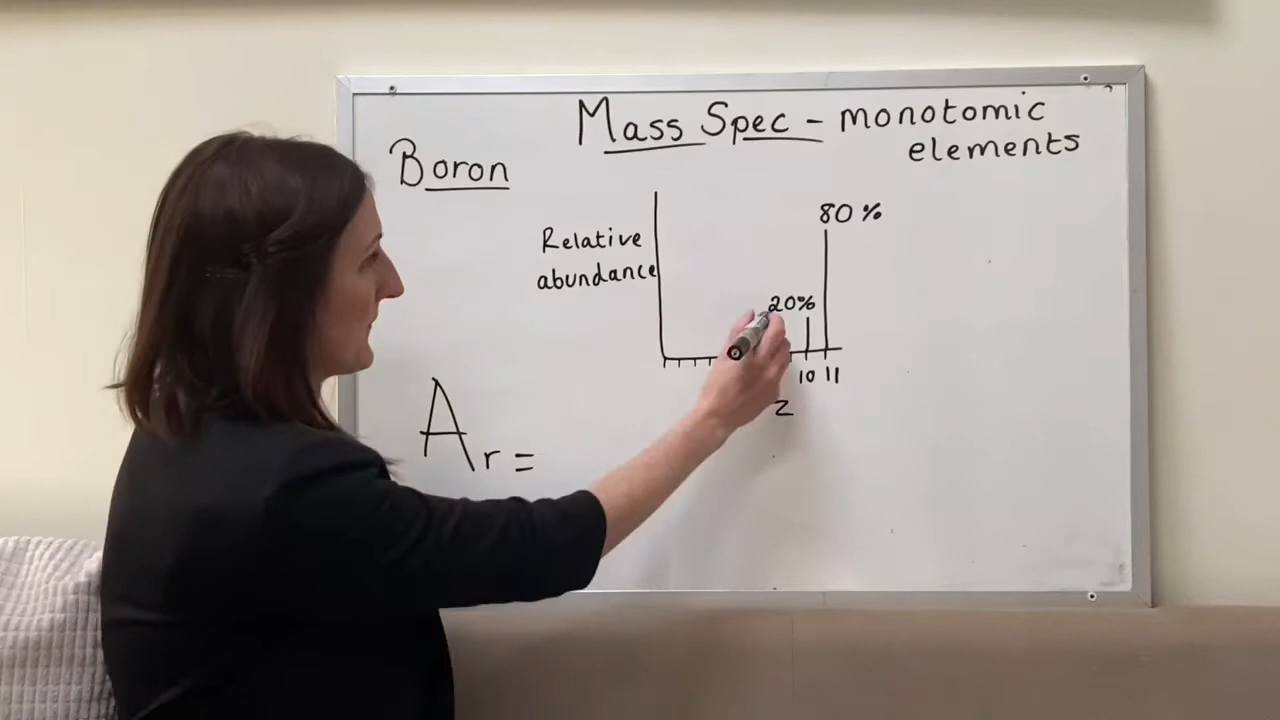 Mass Spec - monotomic
elements
Boron
80%
Relative
abundance
20%
10 11
z
Ar =